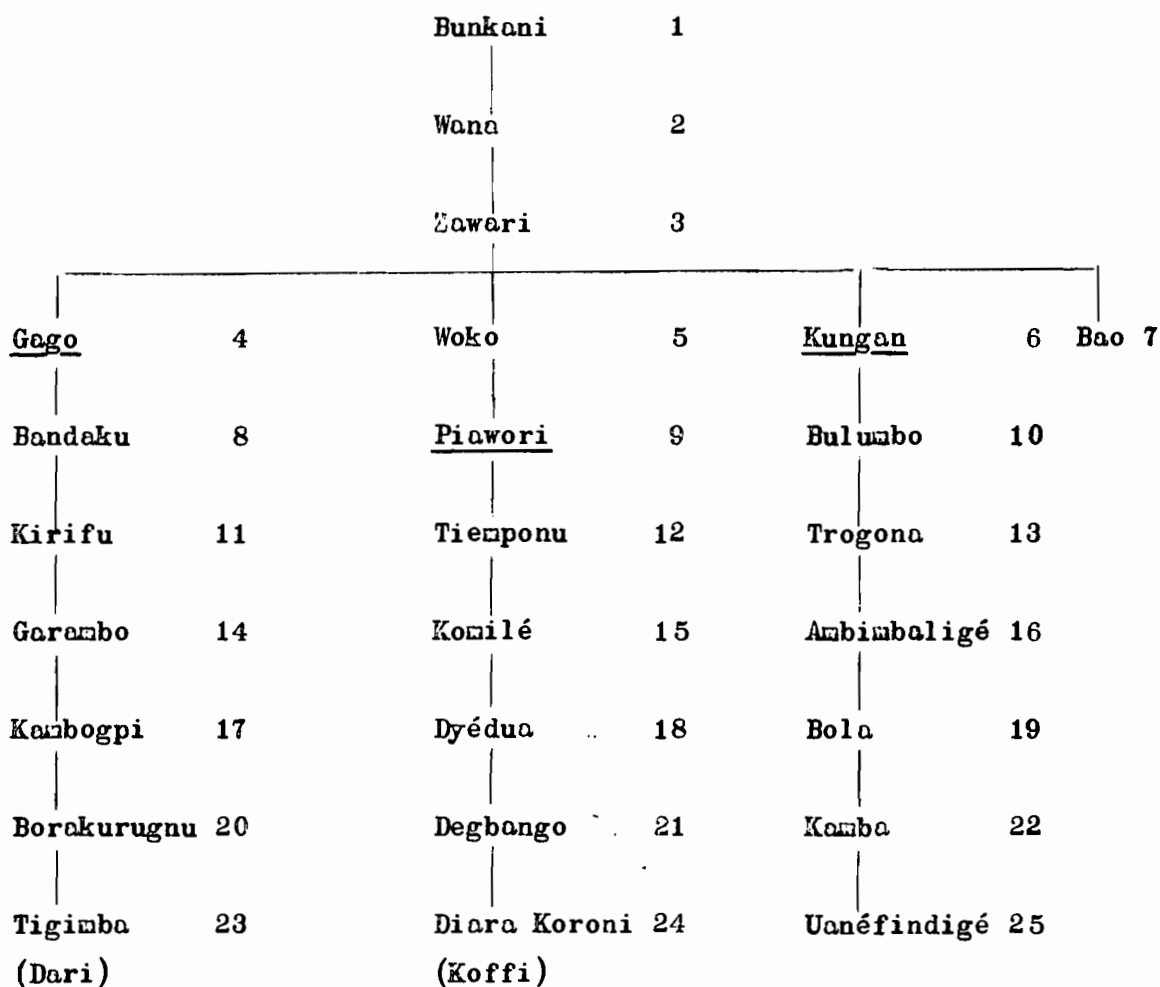 Bunkani 1
Wana 2
Zawari 3
Gago 4 Woko 5 Kungan 6 Bao 7
Bandaku 8 Piawori 9 Bulumbo 10
Kirifu 11 Tiemponu 12 Trogona 13
Garambo 14 Komilé 15 Ambimbaligé 16
Kambogpi 17 Dyédua 18 Bola 19
Borakurugnu 20 Degbango 21 Kamba 22
Tigimba 23 Diara Koroni 24 Uanéfindigé 25
(Dari) (Koffi)